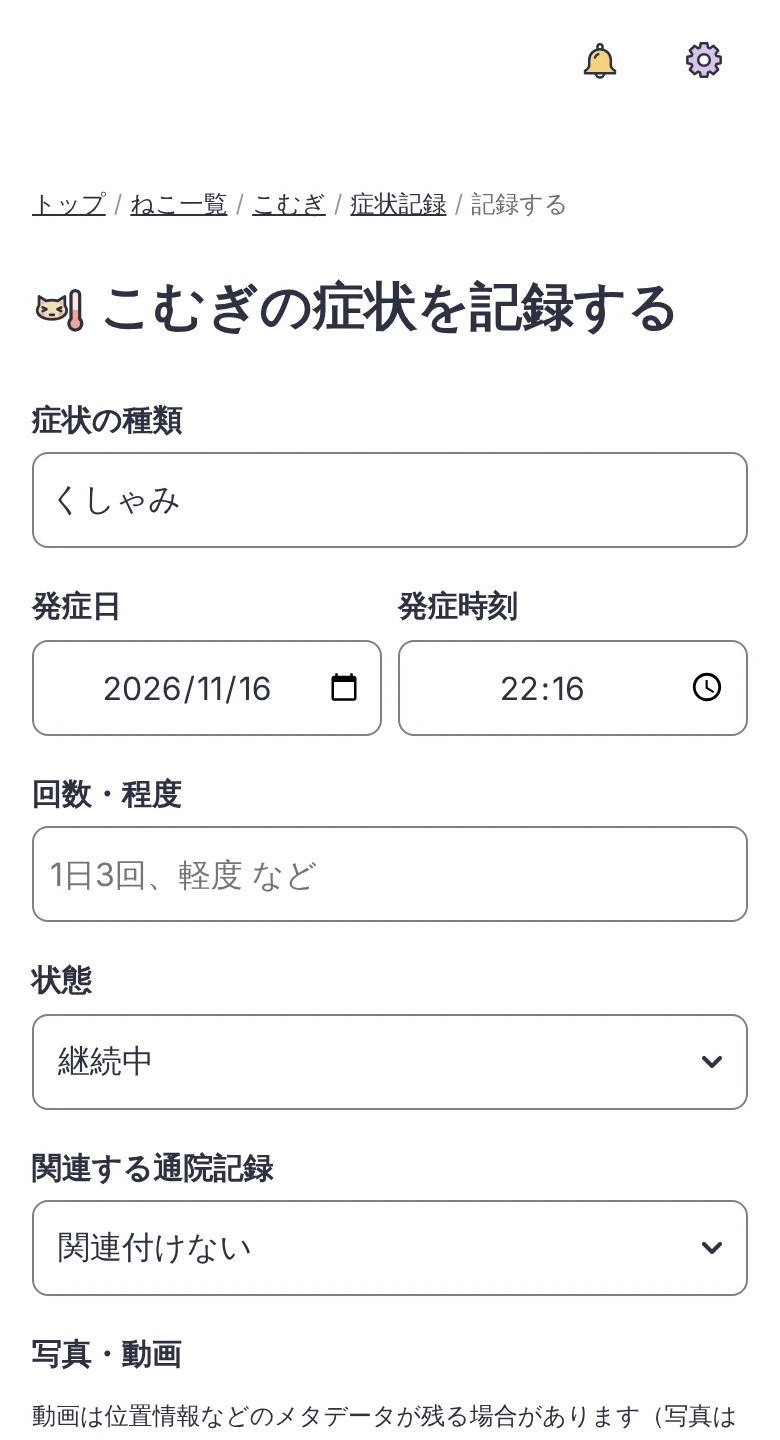 トップ / ねこ一覧 / こむぎ / 症状記録 / 記録する
こむぎの症状を記録する
症状の種類
くしゃみ
発症日 発症時刻
2026/11/16 22:16
回数・程度
1日3回、軽度 など
状態
継続中
関連する通院記録
関連付けない
写真・動画
動画は位置情報などのメタデータが残る場合があります（写真は